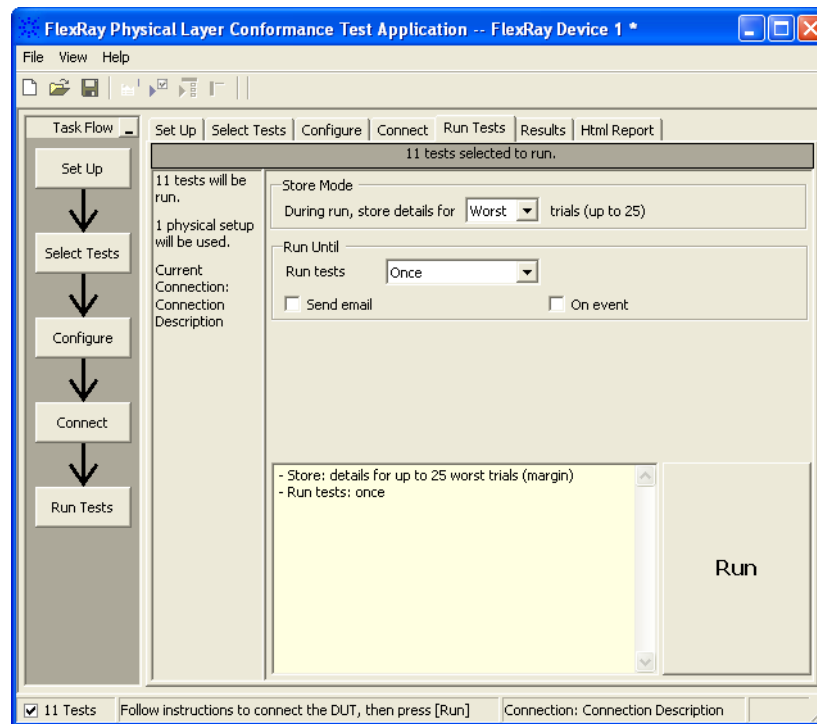 FlexRay Physical Layer Conformance Test Application -- FlexRay Device 1 *
File View Help
Task Flow
Set Up
Select Tests
Configure
Connect
Run Tests
Set Up Select Tests Configure Connect Run Tests Results Html Report
11 tests selected to run.
11 tests will be
run.
1 physical setup
will be used.
Current
Connection:
Connection
Description
Store Mode
During run, store details for Worst trials (up to 25)
Run Until
Run tests Once
Send email On event
- Store: details for up to 25 worst trials (margin)
- Run tests: once
Run
11 Tests Follow instructions to connect the DUT, then press [Run] Connection: Connection Description